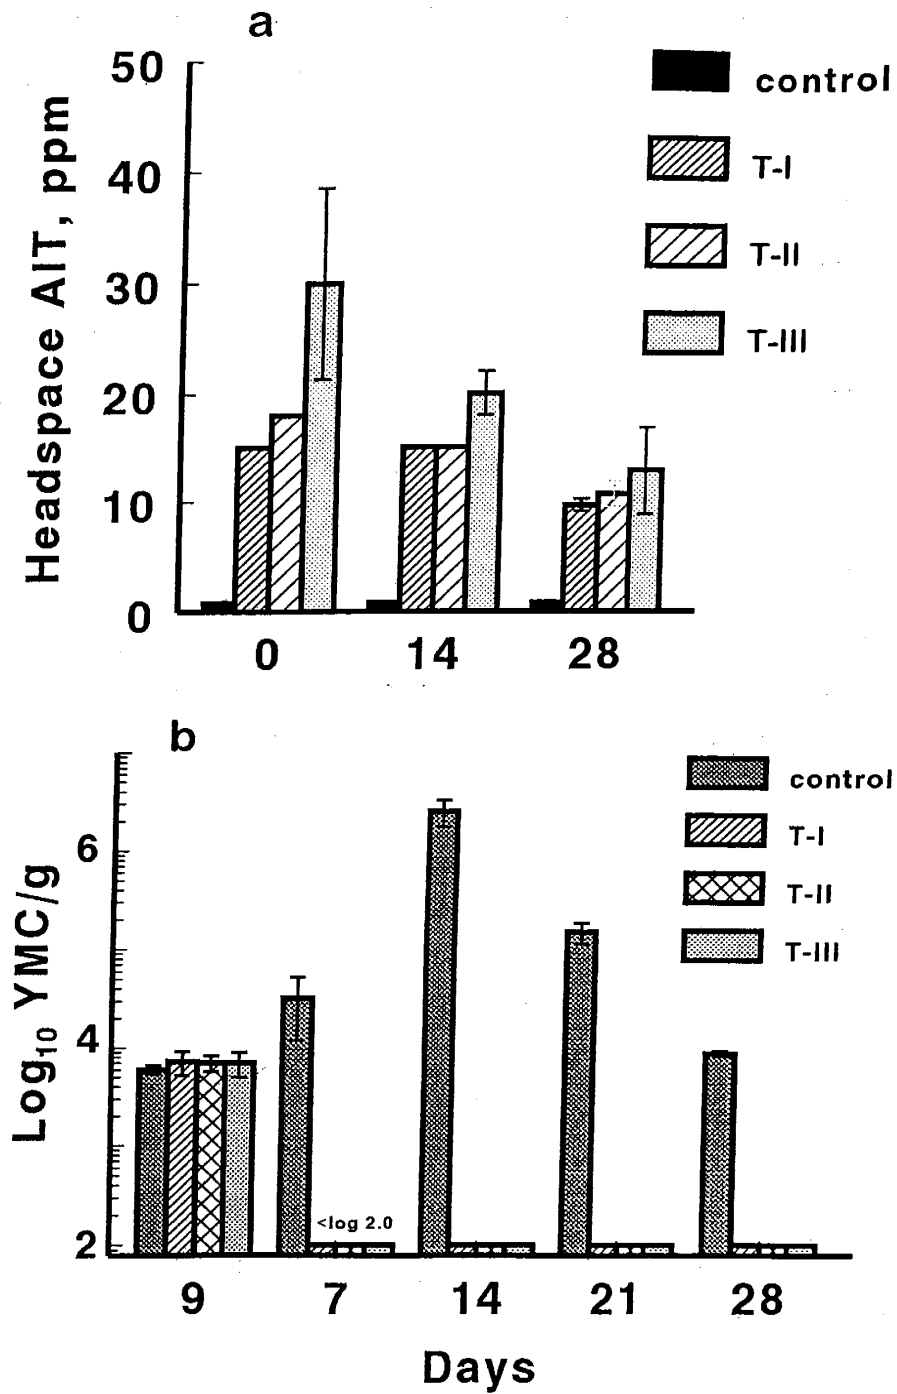 a
50
40
30
20
10
0
Headspace AIT, ppm
control
T-I
T-II
T-III
0 14 28
b
6
4
2
Log10 YMC/g
control
T-I
T-II
T-III
<log 2.0
9 7 14 21 28
Days